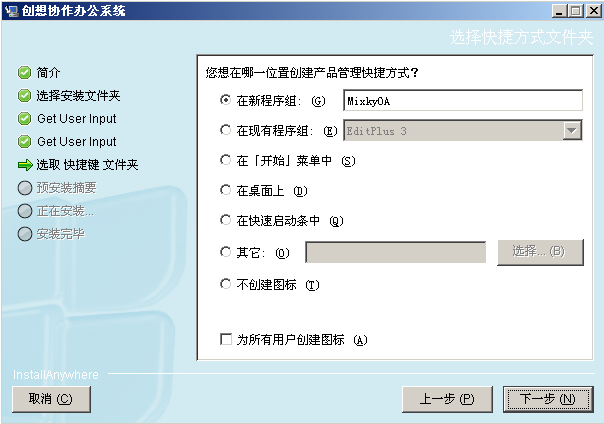 创想协作办公系统
选择快捷方式文件夹
简介
选择安装文件夹
Get User Input
Get User Input
选取 快捷键 文件夹
预安装摘要
正在安装...
安装完毕
您想在哪一位置创建产品管理快捷方式？
在新程序组: (G) MixkyOA
在现有程序组: (E) EditPlus 3
在「开始」菜单中 (S)
在桌面上 (D)
在快速启动条中 (Q)
其它: (O) 选择... (B)
不创建图标 (T)
为所有用户创建图标 (A)
InstallAnywhere
取消 (C) 上一步 (P) 下一步 (N)